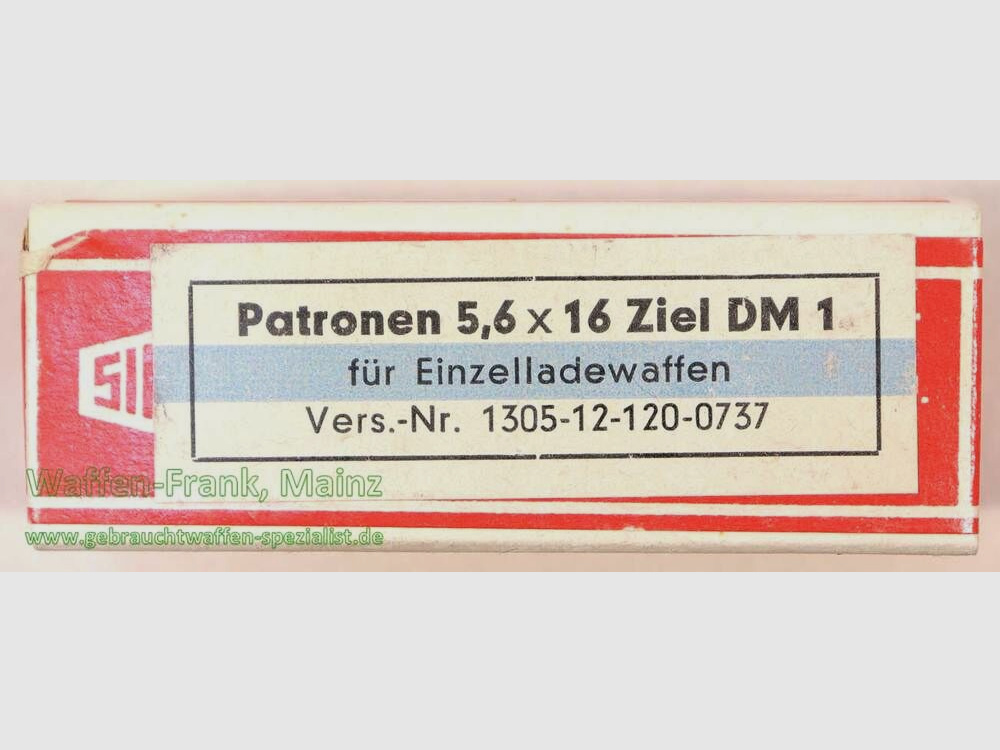 Patronen 5,6 x 16 Ziel DM 1
für Einzelladewaffen
Vers.-Nr. 1305-12-120-0737
Waffen-Frank, Mainz
www.gebrauchtwaffen-spezialist.de